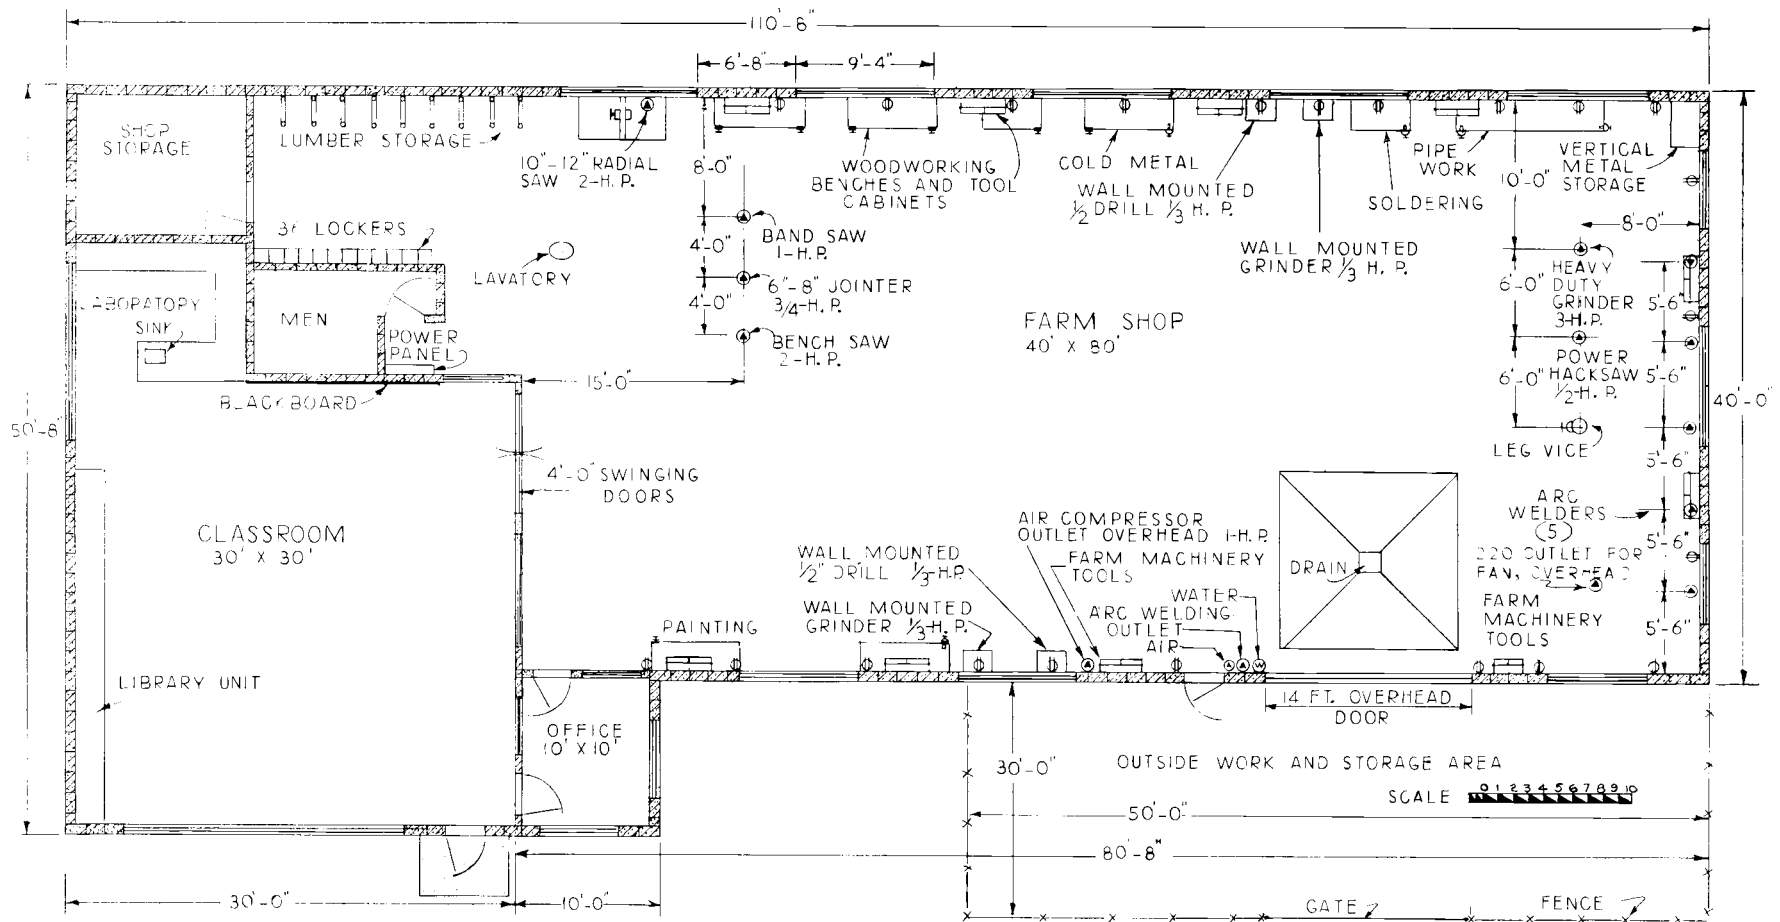 110'-8"
6'-8"
9'-4"
SHOP
STORAGE
LUMBER STORAGE
10"-12" RADIAL
SAW 2-H.P.
8'-0"
WOODWORKING
BENCHES AND TOOL
CABINETS
COLD METAL
WALL MOUNTED
1/2 DRILL 1/3 H.P.
SOLDERING
PIPE
WORK
10'-0"
VERTICAL
METAL
STORAGE
8'-0"
LOCKERS
LAVATORY
4'-0"
BAND SAW
1-H.P.
4'-0"
6"-8" JOINTER
3/4-H.P.
BENCH SAW
2-H.P.
15'-0"
WALL MOUNTED
GRINDER 1/3 H.P.
FARM SHOP
40' X 80'
6'-0"
HEAVY
DUTY
GRINDER
3-H.P.
5'-6"
POWER
HACKSAW
1/2-H.P.
6'-0"
5'-6"
LEG VICE
5'-6"
40'-0"
SINK
MEN
POWER
PANEL
BLACKBOARD
50'-8"
4'-0" SWINGING
DOORS
CLASSROOM
30' X 30'
LIBRARY UNIT
ARC
WELDERS
(5)
5'-6"
OUTLET FOR
FAN, OVERHEAD
FARM
MACHINERY
TOOLS
5'-6"
DRAIN
AIR COMPRESSOR
OUTLET OVERHEAD 1-H.P.
FARM MACHINERY
TOOLS
WALL MOUNTED
1/2" DRILL 1/3-H.P.
WALL MOUNTED
GRINDER 1/3-H.P.
WATER
ARC WELDING
OUTLET
AIR
A
W
PAINTING
OFFICE
10' X 10'
14 FT. OVERHEAD
DOOR
30'-0"
OUTSIDE WORK AND STORAGE AREA
SCALE 0 1 2 3 4 5 6 7 8 9 10
50'-0"
80'-8"
30'-0"
10'-0"
GATE
FENCE